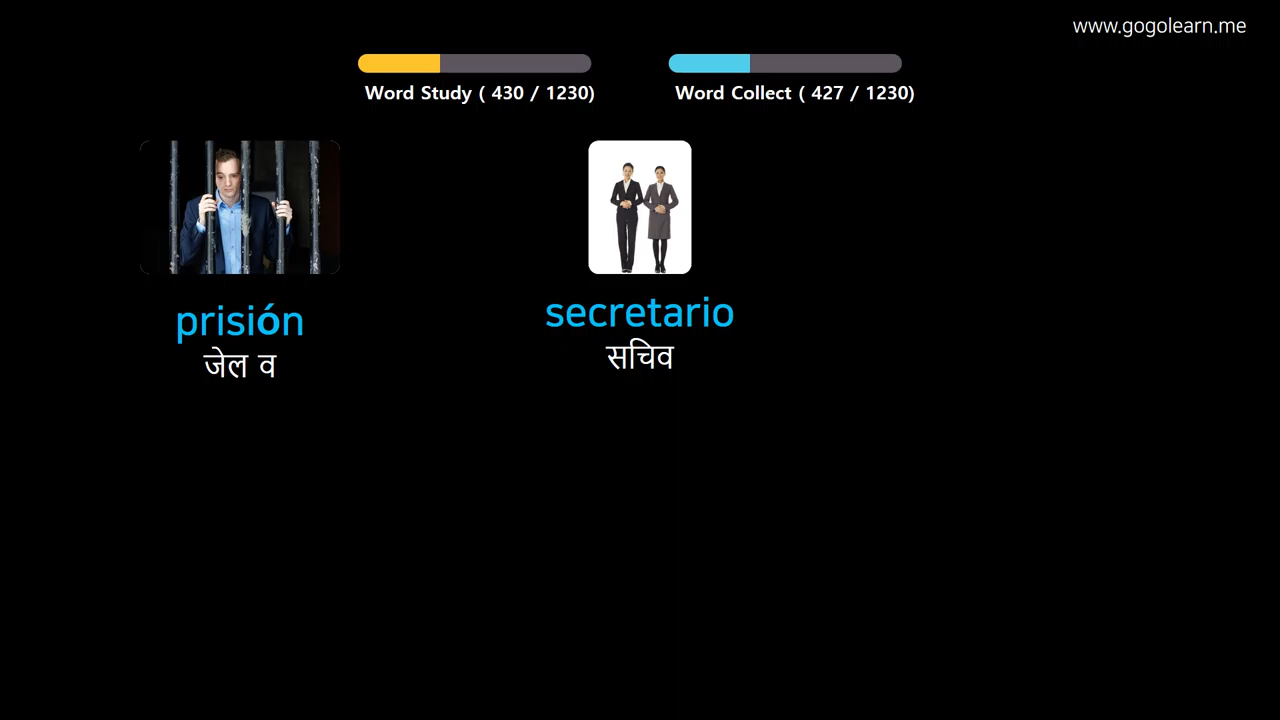 www.gogolearn.me
Word Study ( 430 / 1230)
Word Collect ( 427 / 1230)
prisión
जेल व
secretario
सचिव